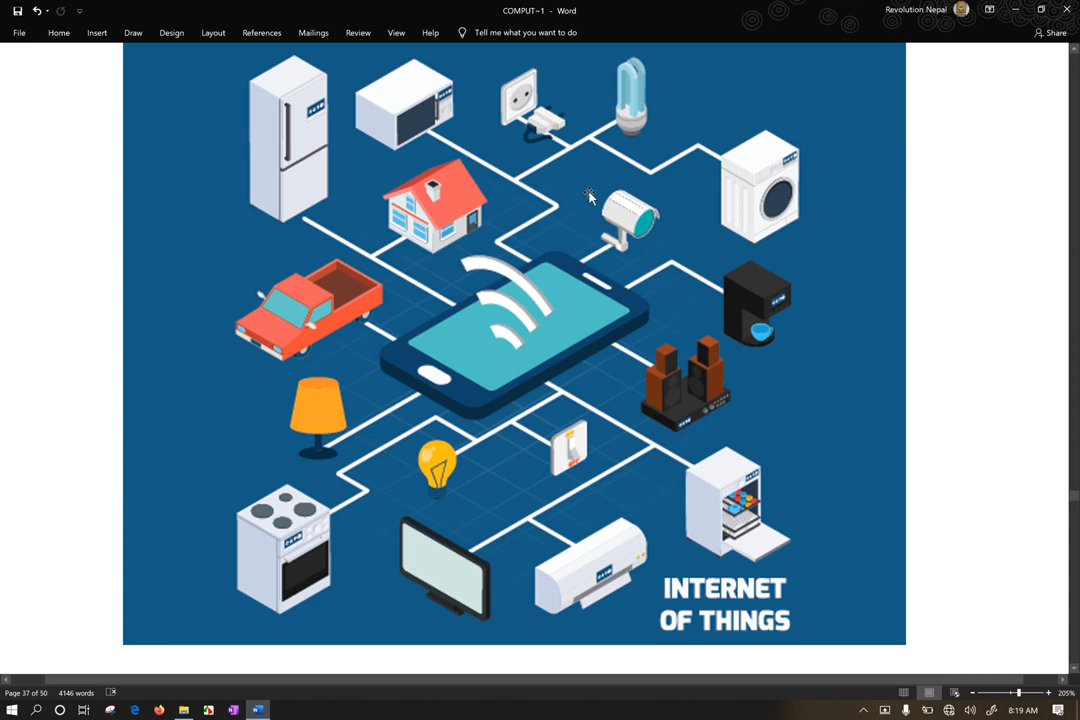 COMPUT~1 - Word
Revolution Nepal
File Home Insert Draw Design Layout References Mailings Review View Help Tell me what you want to do Share
INTERNET
OF THINGS
Page 37 of 50 4146 words 205%
8:19 AM